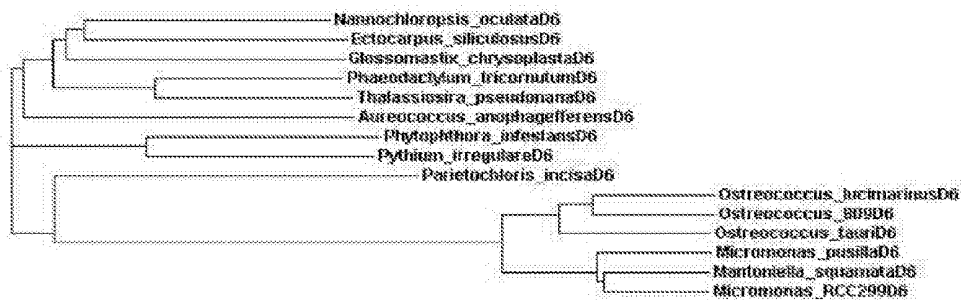 Nannochloropsis_oculataD6
Ectocarpus_siliculosusD6
Glossomastix_chrysoplastaD6
Phaeodactylum_tricornutumD6
Thalassiosira_pseudonanaD6
Aureococcus_anophagefferensD6
Phytophthora_infestansD6
Pythium_irregulareD6
Parietochloris_incisaD6
Ostreococcus_lucimarinusD6
Ostreococcus_809D6
Ostreococcus_tauriD6
Micromonas_pusillaD6
Mantoniella_squamataD6
Micromonas_RCC299D6